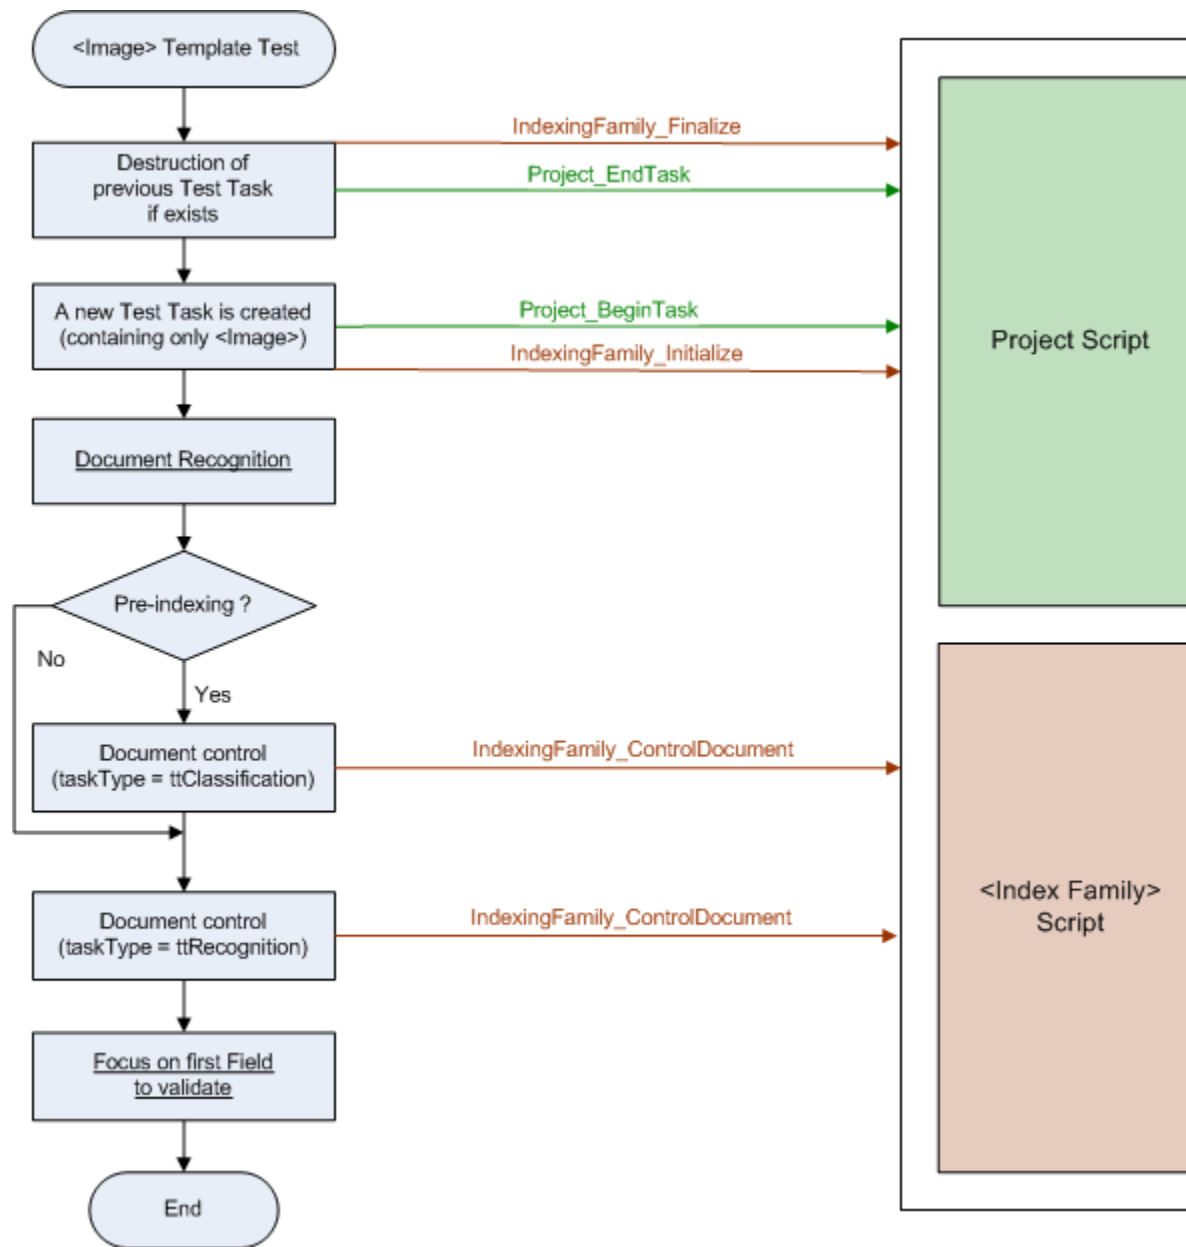 <Image> Template Test
IndexingFamily_Finalize
Destruction of
previous Test Task
if exists
Project_EndTask
A new Test Task is created
(containing only <Image>)
Project_BeginTask
IndexingFamily_Initialize
Project Script
Document Recognition
Pre-indexing ?
No
Yes
Document control
(taskType = ttClassification)
IndexingFamily_ControlDocument
Document control
(taskType = ttRecognition)
IndexingFamily_ControlDocument
<Index Family>
Script
Focus on first Field
to validate
End